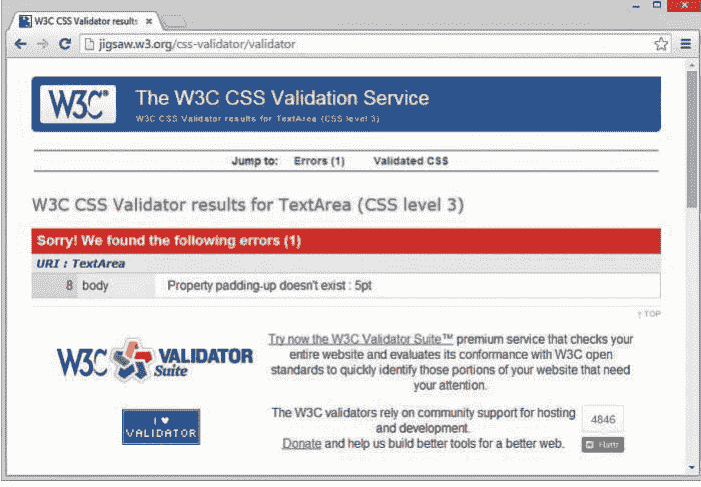 W3C CSS Validator results
jigsaw.w3.org/css-validator/validator
W3C® The W3C CSS Validation Service
W3C CSS Validator results for TextArea (CSS level 3)
Jump to: Errors (1) Validated CSS
W3C CSS Validator results for TextArea (CSS level 3)
Sorry! We found the following errors (1)
URI : TextArea
8 body Property padding-up doesn't exist : 5pt
↑ TOP
W3C VALIDATOR Suite
Try now the W3C Validator Suite™ premium service that checks your
entire website and evaluates its conformance with W3C open
standards to quickly identify those portions of your website that need
your attention.
I ♥
VALIDATOR
The W3C validators rely on community support for hosting
and development.
Donate and help us build better tools for a better web.
4846
Flattr